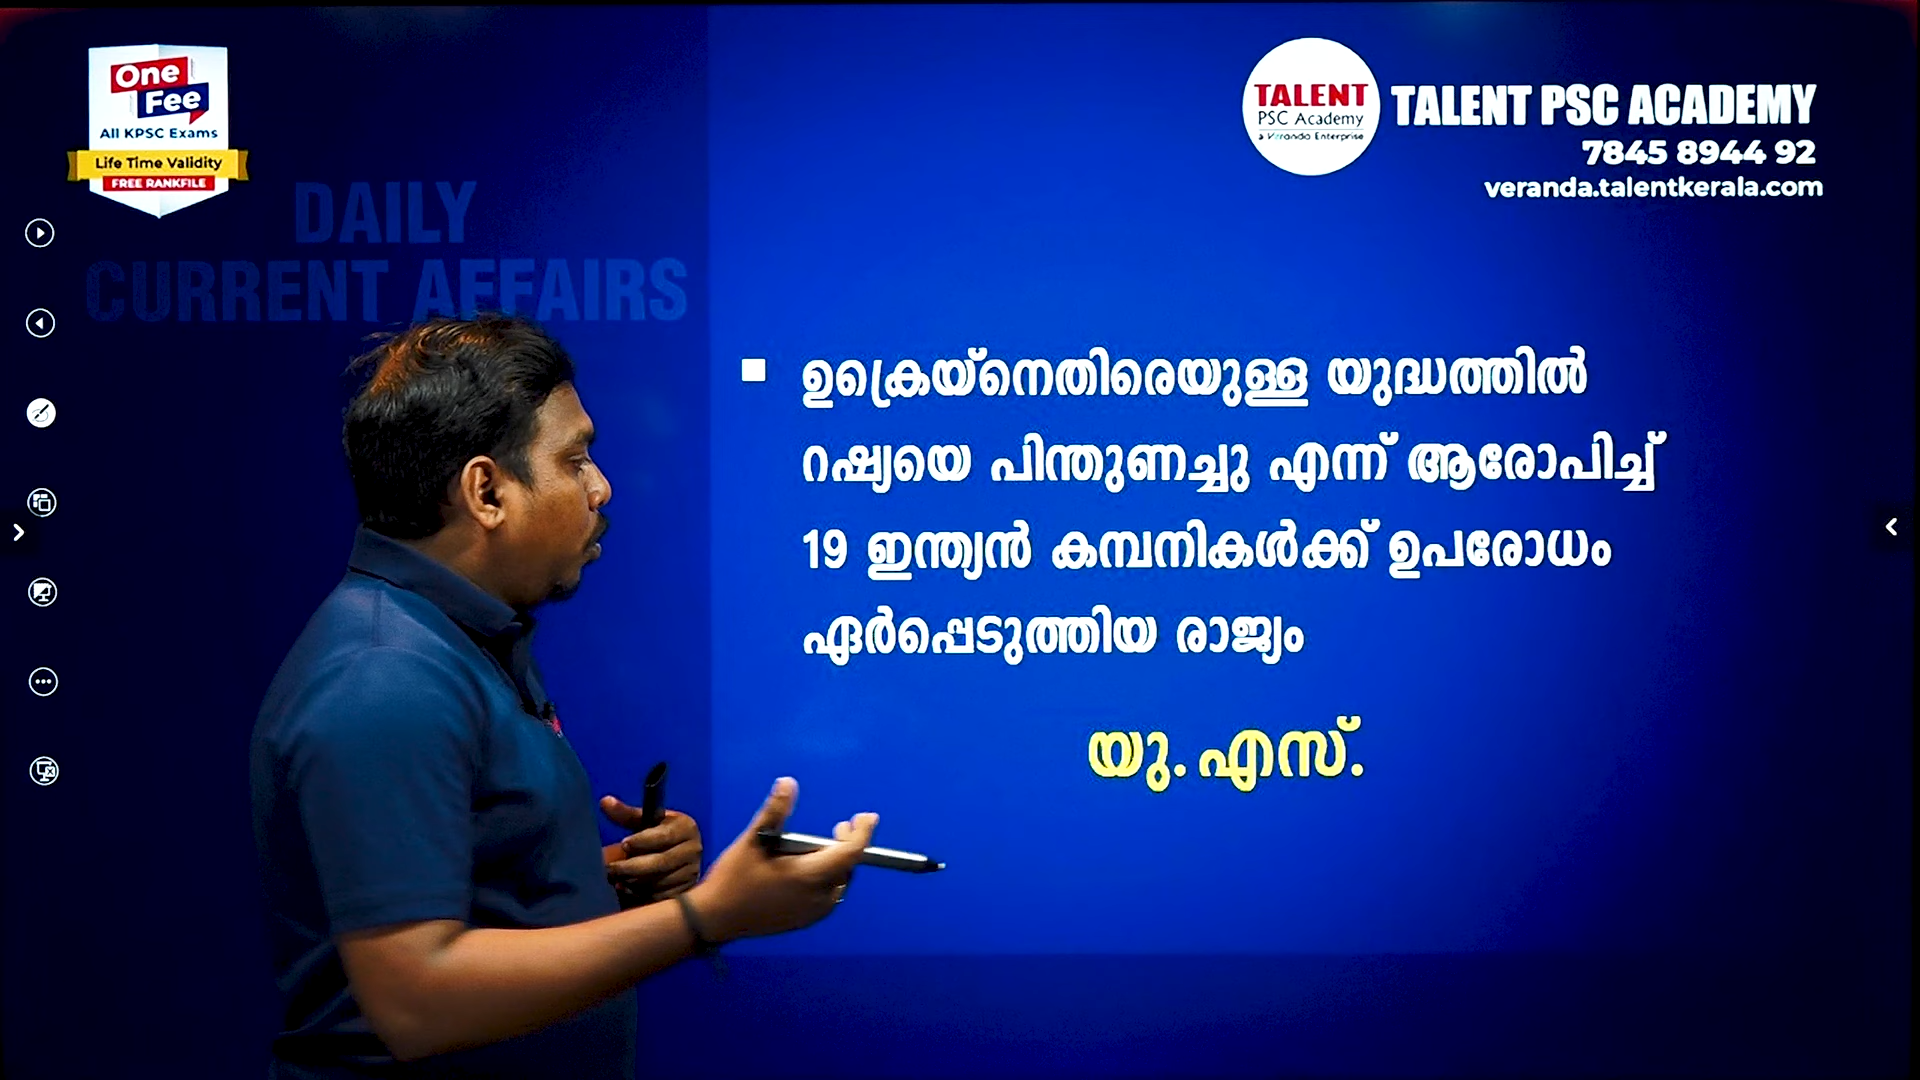 One
Fee
All KPSC Exams
Life Time Validity
FREE RANKFILE
TALENT
PSC Academy
a Veranda Enterprise
TALENT PSC ACADEMY
7845 8944 92
veranda.talentkerala.com
DAILY
CURRENT AFFAIRS
ഉക്രെയ്നെതിരെയുള്ള യുദ്ധത്തിൽ
റഷ്യയെ പിന്തുണച്ചു എന്ന് ആരോപിച്ച്
19 ഇന്ത്യൻ കമ്പനികൾക്ക് ഉപരോധം
ഏർപ്പെടുത്തിയ രാജ്യം
യു. എസ്.